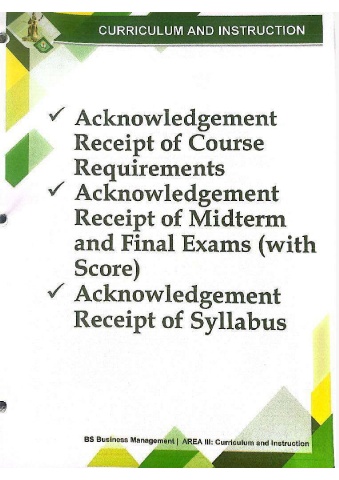 CURRICULUM AND INSTRUCTION
✓ Acknowledgement
Receipt of Course
Requirements
✓ Acknowledgement
Receipt of Midterm
and Final Exams (with
Score)
✓ Acknowledgement
Receipt of Syllabus
BS Business Management | AREA III: Curriculum and Instruction